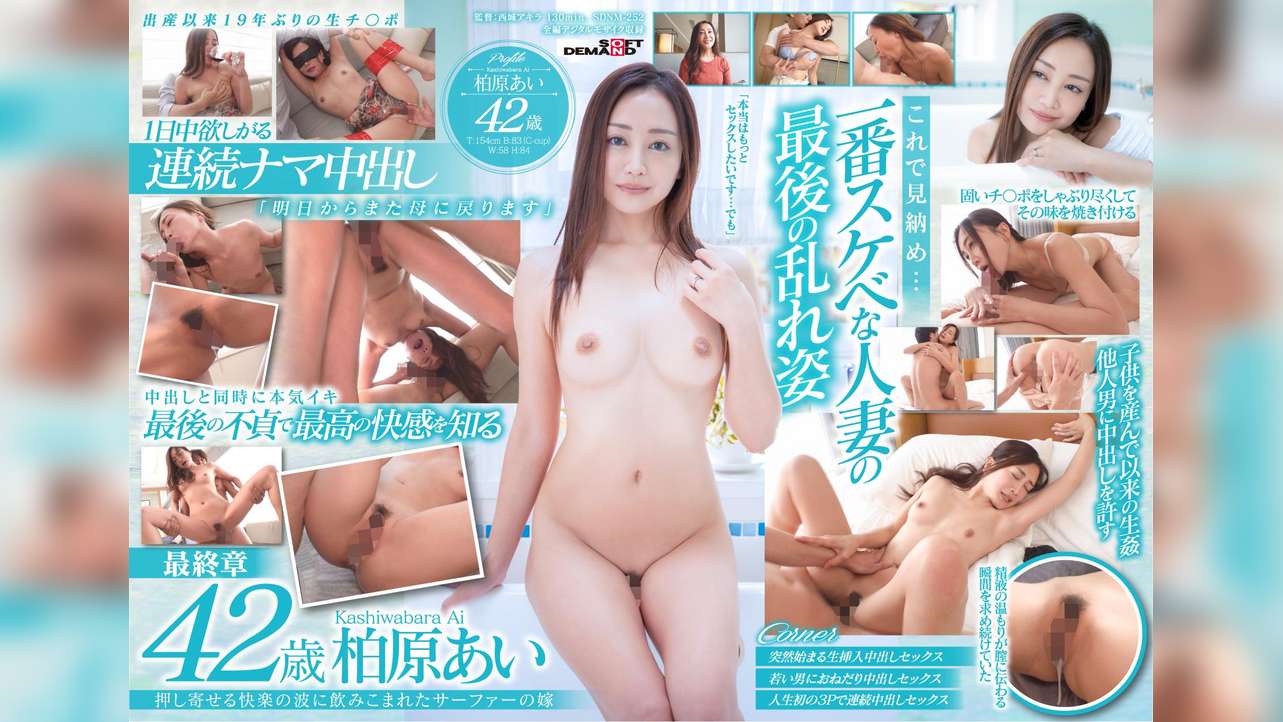 出産以来19年ぶりの生チ〇ポ
1日中欲しがる
連続ナマ中出し
「明日からまた母に戻ります」
中出しと同時に本気イキ
最後の不貞で最高の快感を知る
最終章
42歳
Kashiwabara Ai
柏原あい
押し寄せる快楽の波に飲みこまれたサーファーの嫁
監督:西城アキラ 130min. SDNM-252
全編デジタルモザイク収録
SOFT
DEMAND
Profile
Kashiwabara Ai
柏原あい
42歳
T:154cm B:83(C-cup)
W:58 H:84
「本当はもっと
セックスしたいです…でも」
これで見納め…
一番スケベな人妻の
最後の乱れ姿
固いチ〇ポをしゃぶり尽くして
その味を焼き付ける
子供を産んで以来の生姦
他人男に中出しを許す
精液の温もりが膣に伝わる
瞬間を求め続けていた
Corner
突然始まる生挿入中出しセックス
若い男におねだり中出しセックス
人生初の3Pで連続中出しセックス